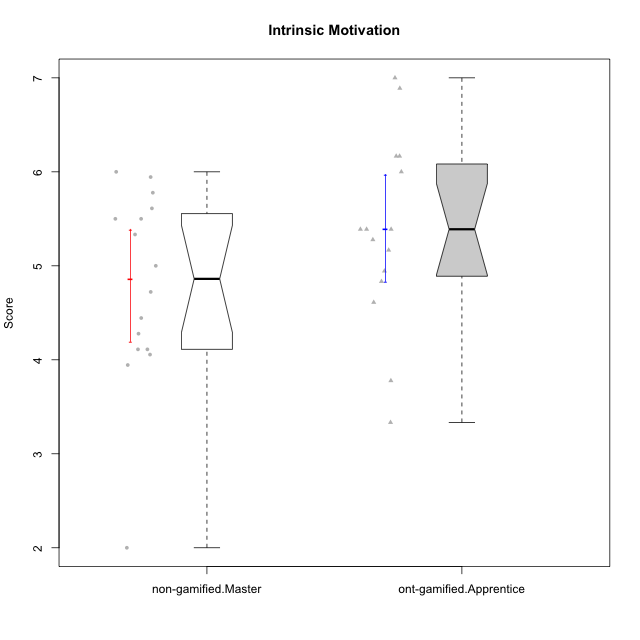 Intrinsic Motivation
Score
7
6
5
4
3
2
non-gamified.Master
ont-gamified.Apprentice